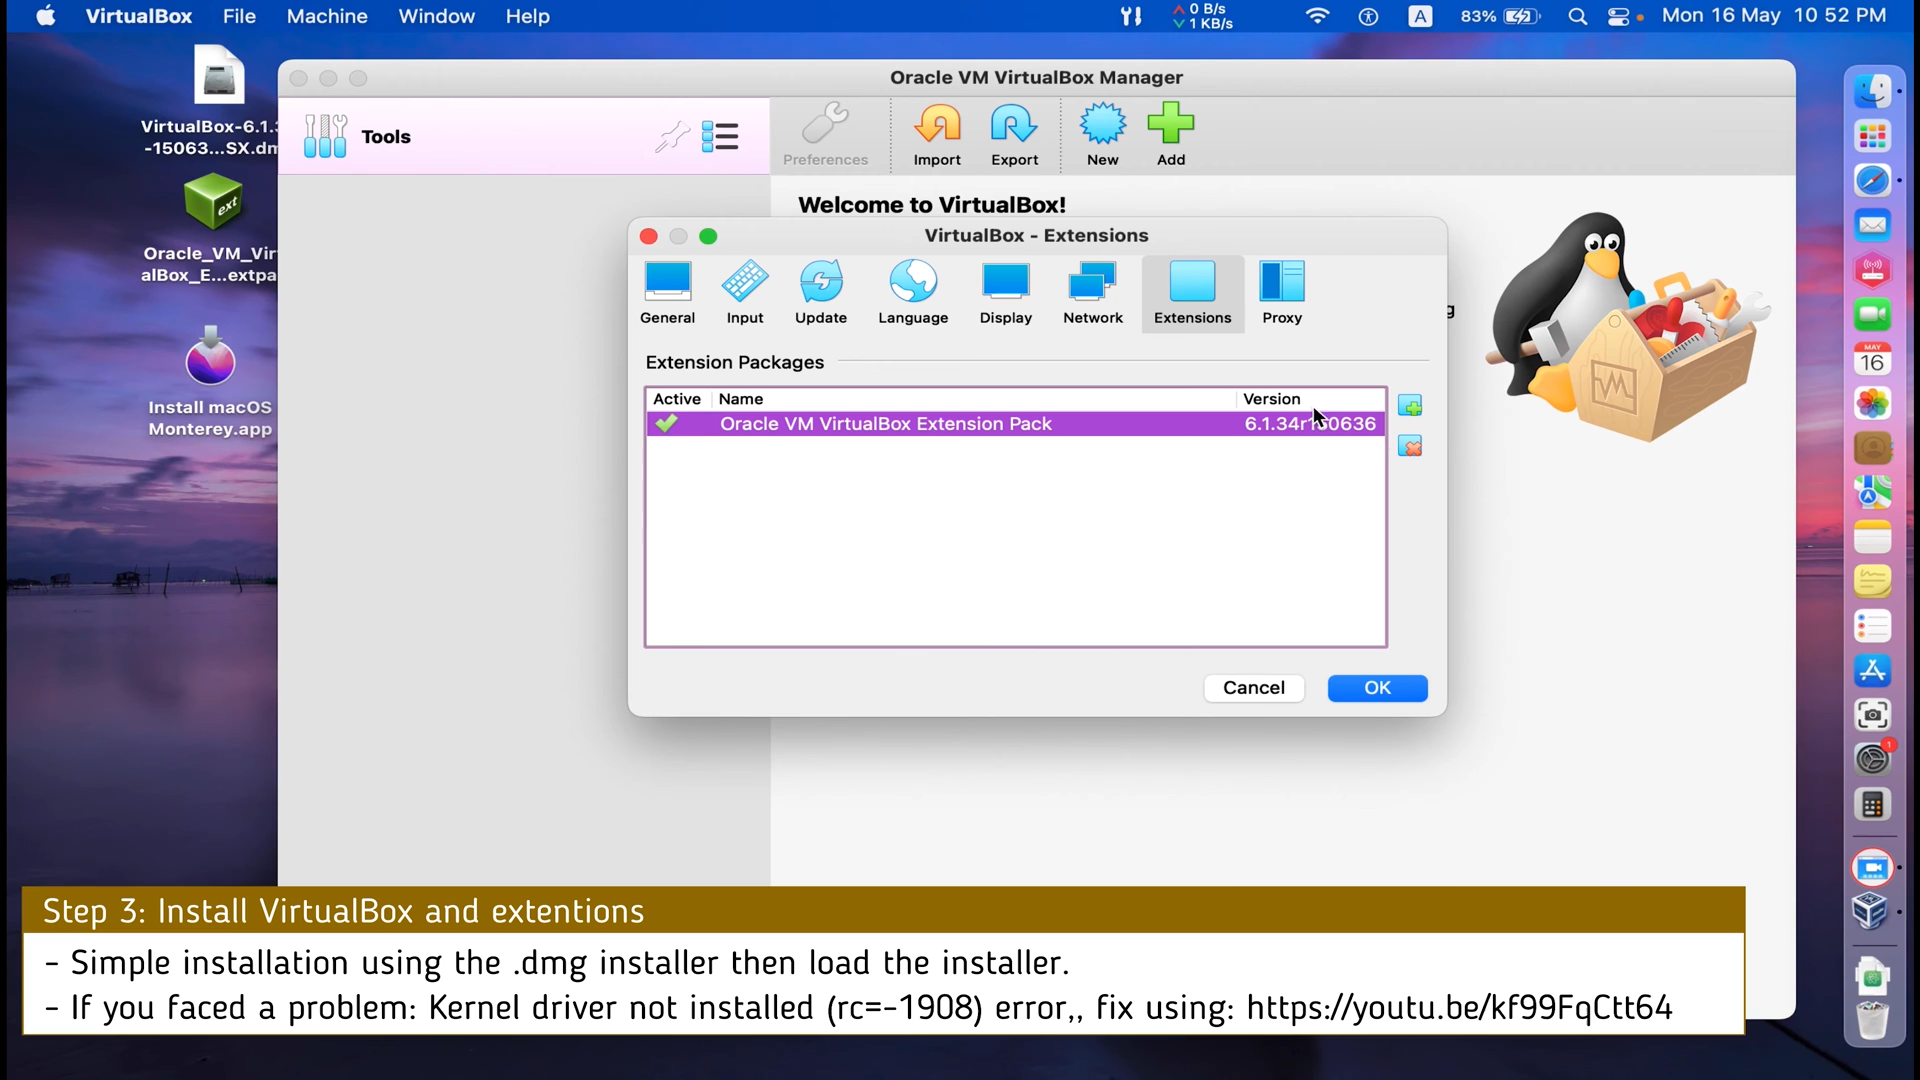 VirtualBox File Machine Window Help
0 B/s
1 KB/s
A
83%
Mon 16 May 10 52 PM
Oracle VM VirtualBox Manager
VirtualBox-6.1.3
-15063...SX.dm
ext
Oracle_VM_Vir
alBox_E...extpa
Install macOS
Monterey.app
Tools
Preferences
Import
Export
New
Add
Welcome to VirtualBox!
VirtualBox - Extensions
General
Input
Update
Language
Display
Network
Extensions
Proxy
g
Extension Packages
Active Name Version
Oracle VM VirtualBox Extension Pack
Cancel
OK
MAY
16
1
Step 3: Install VirtualBox and extentions
- Simple installation using the .dmg installer then load the installer.
- If you faced a problem: Kernel driver not installed (rc=-1908) error,, fix using: https://youtu.be/kf99FqCtt64